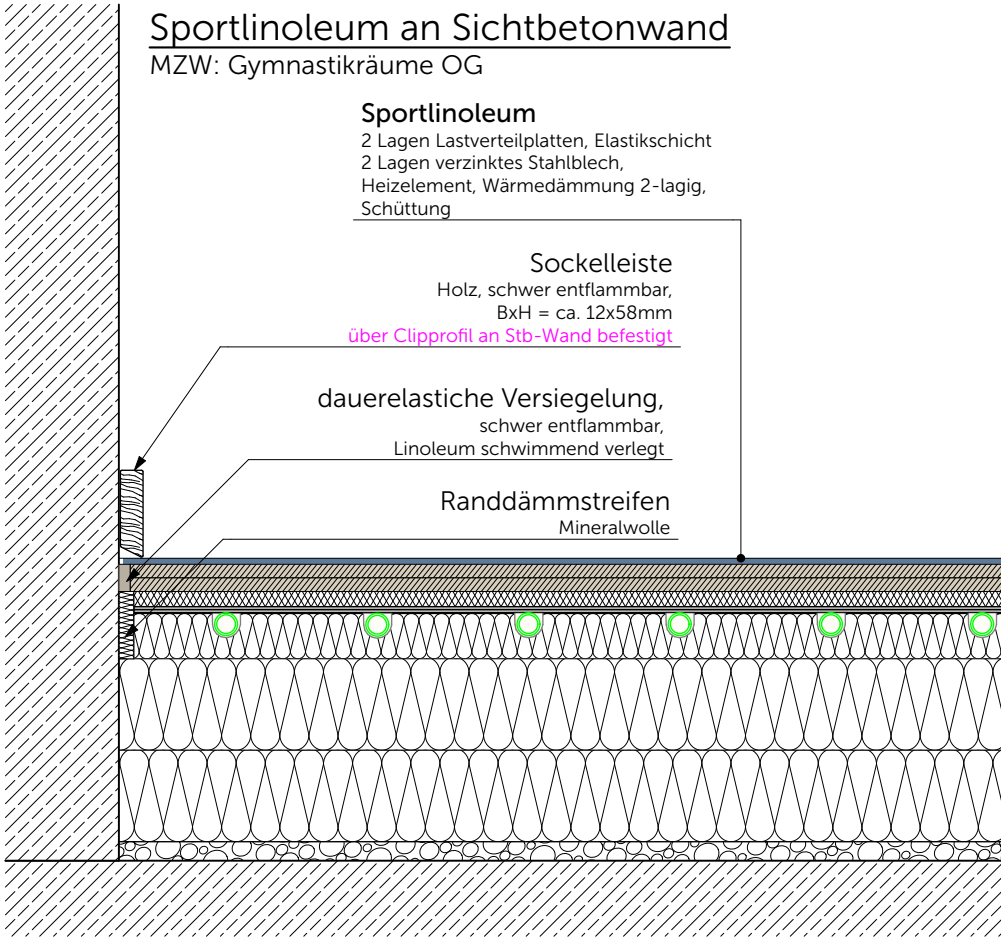 Sportlinoleum an Sichtbetonwand
MZW: Gymnastikräume OG
Sportlinoleum
2 Lagen Lastverteilplatten, Elastikschicht
2 Lagen verzinktes Stahlblech,
Heizelement, Wärmedämmung 2-lagig,
Schüttung
Sockelleiste
Holz, schwer entflammbar,
BxH = ca. 12x58mm
über Clipprofil an Stb-Wand befestigt
dauerelastiche Versiegelung,
schwer entflammbar,
Linoleum schwimmend verlegt
Randdämmstreifen
Mineralwolle